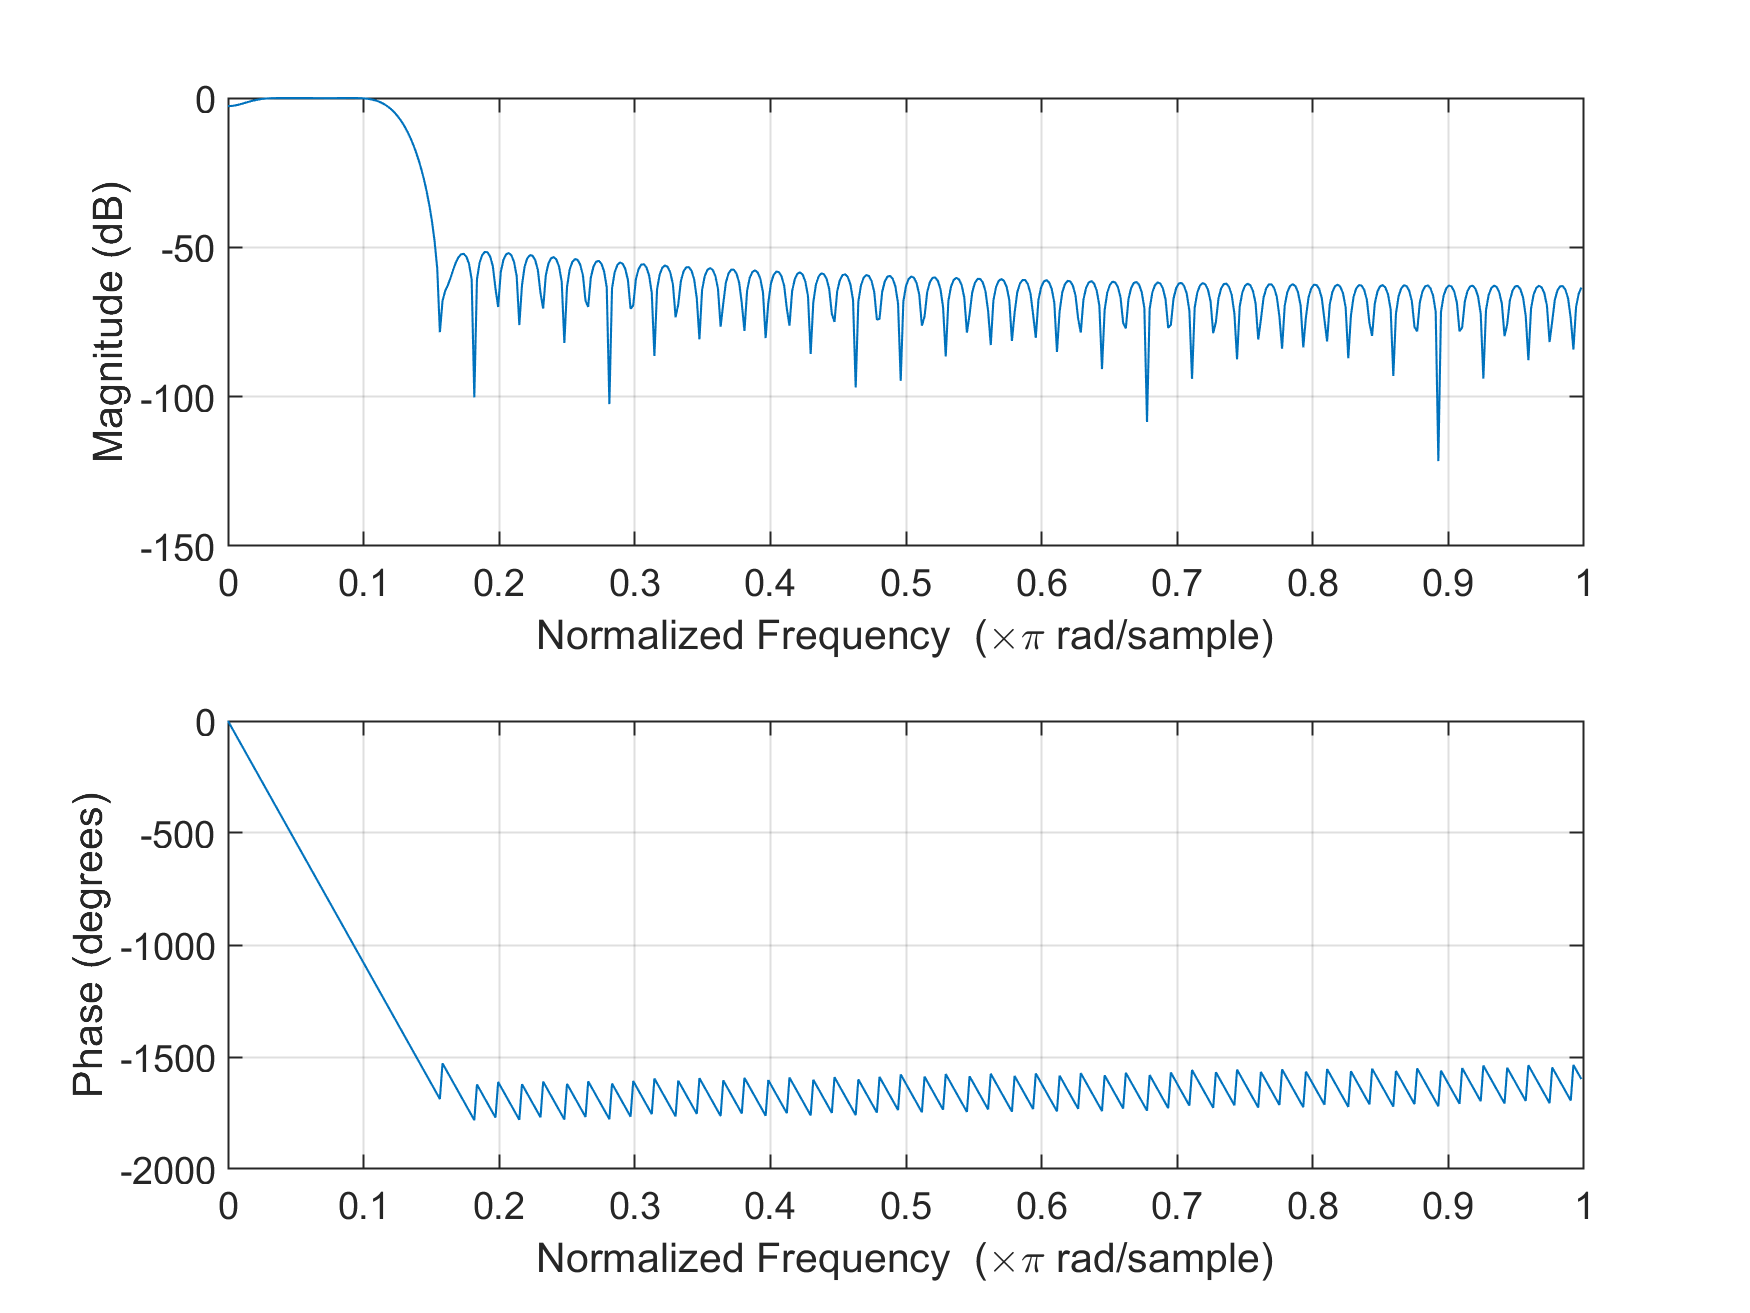 0
-50
-100
-150
Magnitude (dB)
0 0.1 0.2 0.3 0.4 0.5 0.6 0.7 0.8 0.9 1
Normalized Frequency (×π rad/sample)
0
-500
-1000
-1500
-2000
Phase (degrees)
0 0.1 0.2 0.3 0.4 0.5 0.6 0.7 0.8 0.9 1
Normalized Frequency (×π rad/sample)